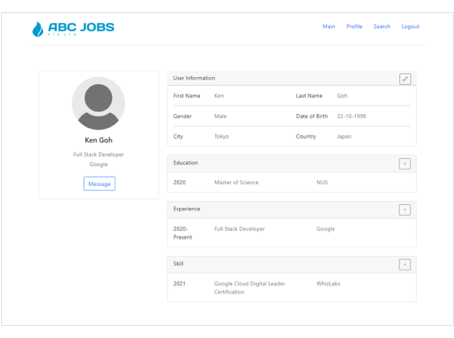 ABC JOBS
PTE LTD
Main Profile Search Logout
Ken Goh
Full Stack Developer
Google
Message
User Information
First Name Ken Last Name Goh
Gender Male Date of Birth 22-10-1998
City Tokyo Country Japan
Education
2020 Master of Science NUS
Experience
2020- Full Stack Developer Google
Present
Skill
2021 Google Cloud Digital Leader WhizLabs
Certification